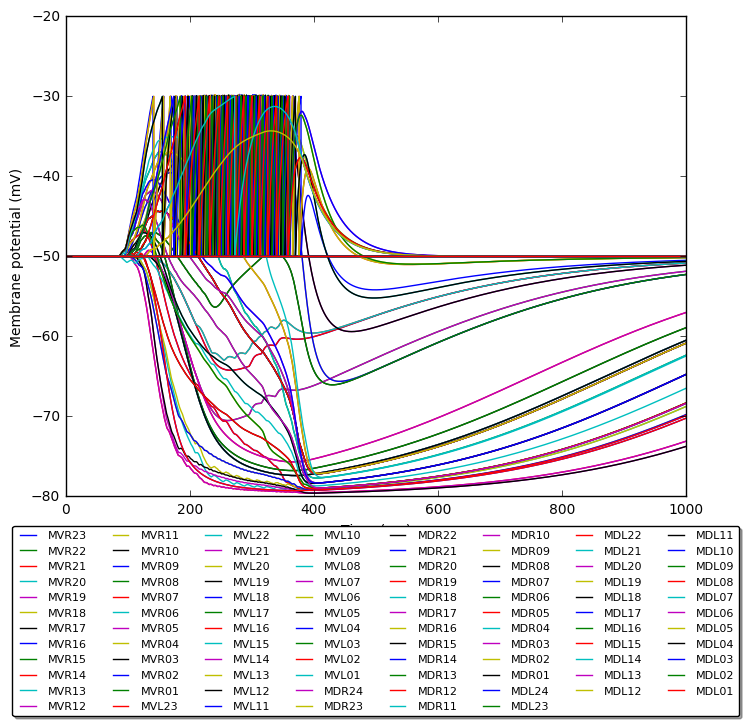 −20
−30
−40
−50
−60
−70
−80
Membrane potential (mV)
0 200 400 600 800 1000
MVR23 MVR11 MVL22 MVL10 MDR22 MDR10 MDL22 MDL11
MVR22 MVR10 MVL21 MVL09 MDR21 MDR09 MDL21 MDL10
MVR21 MVR09 MVL20 MVL08 MDR20 MDR08 MDL20 MDL09
MVR20 MVR08 MVL19 MVL07 MDR19 MDR07 MDL19 MDL08
MVR19 MVR07 MVL18 MVL06 MDR18 MDR06 MDL18 MDL07
MVR18 MVR06 MVL17 MVL05 MDR17 MDR05 MDL17 MDL06
MVR17 MVR05 MVL16 MVL04 MDR16 MDR04 MDL16 MDL05
MVR16 MVR04 MVL15 MVL03 MDR15 MDR03 MDL15 MDL04
MVR15 MVR03 MVL14 MVL02 MDR14 MDR02 MDL14 MDL03
MVR14 MVR02 MVL13 MVL01 MDR13 MDR01 MDL13 MDL02
MVR13 MVR01 MVL12 MDR24 MDR12 MDL24 MDL12 MDL01
MVR12 MVL23 MVL11 MDR23 MDR11 MDL23